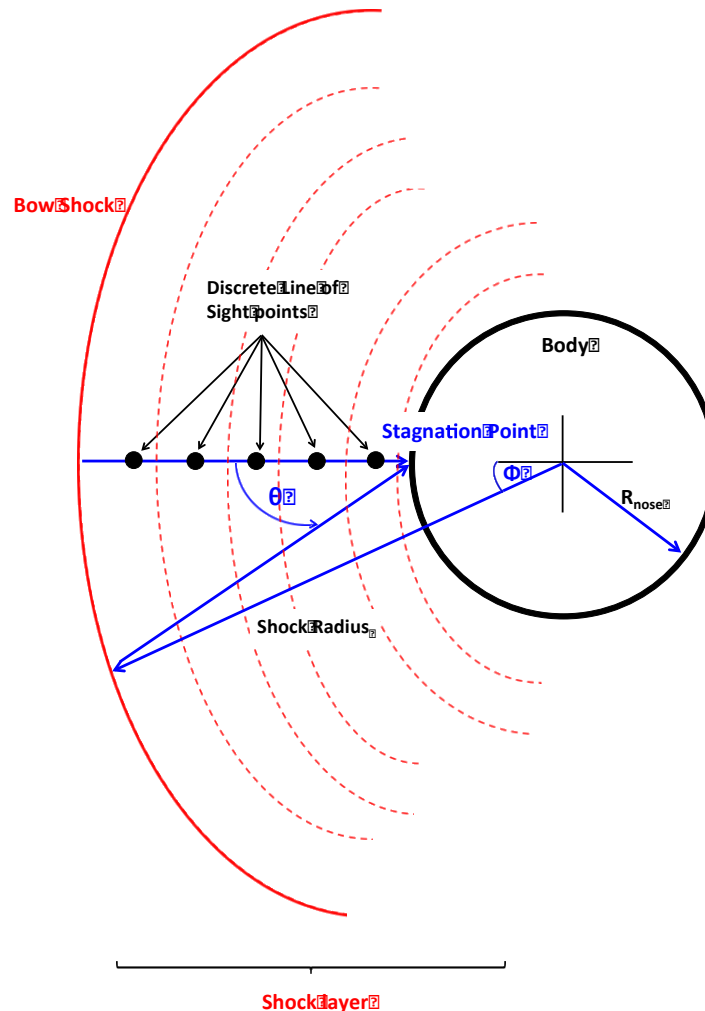 Bow Shock
Discrete Line of
Sight points
Body
Stagnation Point
θ
Φ
Rnose
Shock Radius
Shock layer